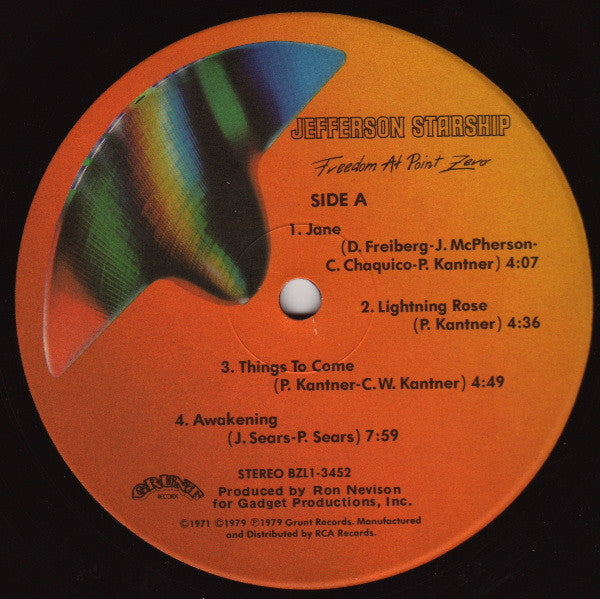 JEFFERSON STARSHIP
Freedom At Point Zero
SIDE A
1. Jane
(D. Freiberg-J. McPherson-
C. Chaquico-P. Kantner) 4:07
2. Lightning Rose
(P. Kantner) 4:36
3. Things To Come
(P. Kantner-C.W. Kantner) 4:49
4. Awakening
(J. Sears-P. Sears) 7:59
STEREO BZL1-3452
GRUNT
RECORDS
Produced by Ron Nevison
for Gadget Productions, Inc.
©1971 ©1979 ℗1979 Grunt Records. Manufactured
and Distributed by RCA Records.